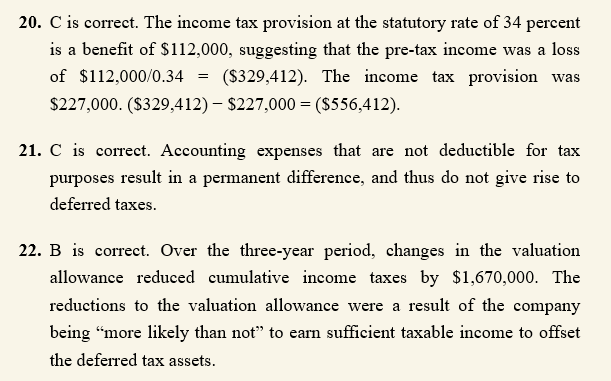 20. C is correct. The income tax provision at the statutory rate of 34 percent
is a benefit of $112,000, suggesting that the pre-tax income was a loss
of $112,000/0.34 = ($329,412). The income tax provision was
$227,000. ($329,412) − $227,000 = ($556,412).
21. C is correct. Accounting expenses that are not deductible for tax
purposes result in a permanent difference, and thus do not give rise to
deferred taxes.
22. B is correct. Over the three-year period, changes in the valuation
allowance reduced cumulative income taxes by $1,670,000. The
reductions to the valuation allowance were a result of the company
being “more likely than not” to earn sufficient taxable income to offset
the deferred tax assets.